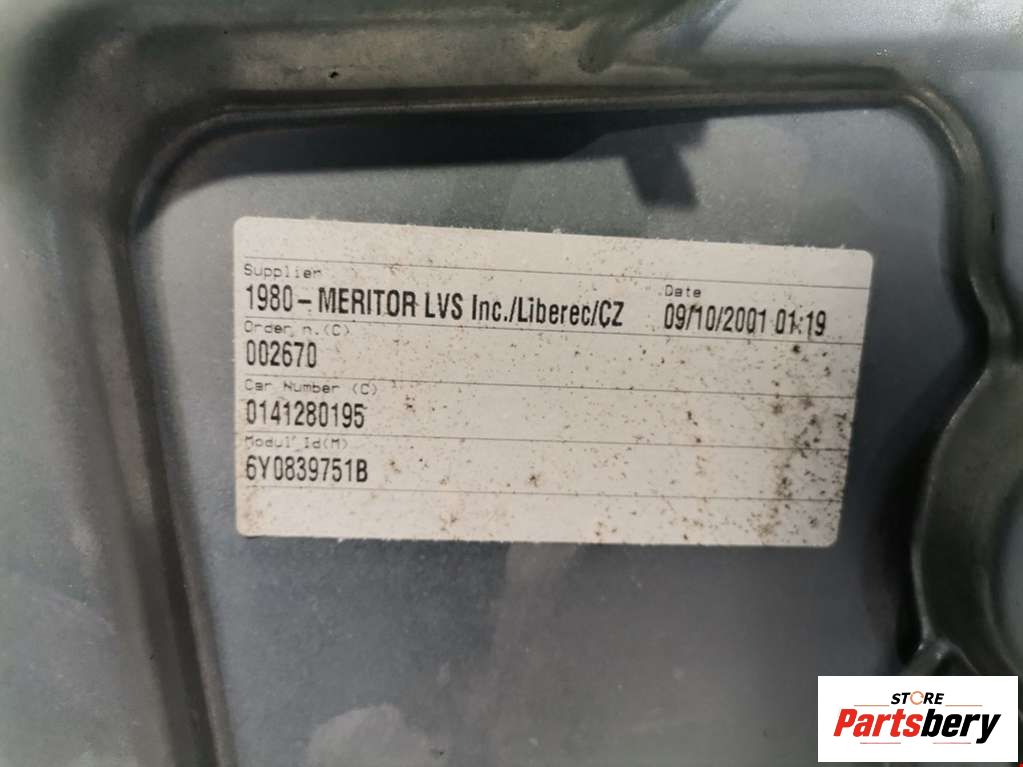 Supplier
1980-MERITOR LVS Inc./Liberec/CZ
Date
09/10/2001 01:19
Order n.(C)
002670
Car Number (C)
0141280195
Modul Id(M)
6Y0839751B
STORE
Partsbery